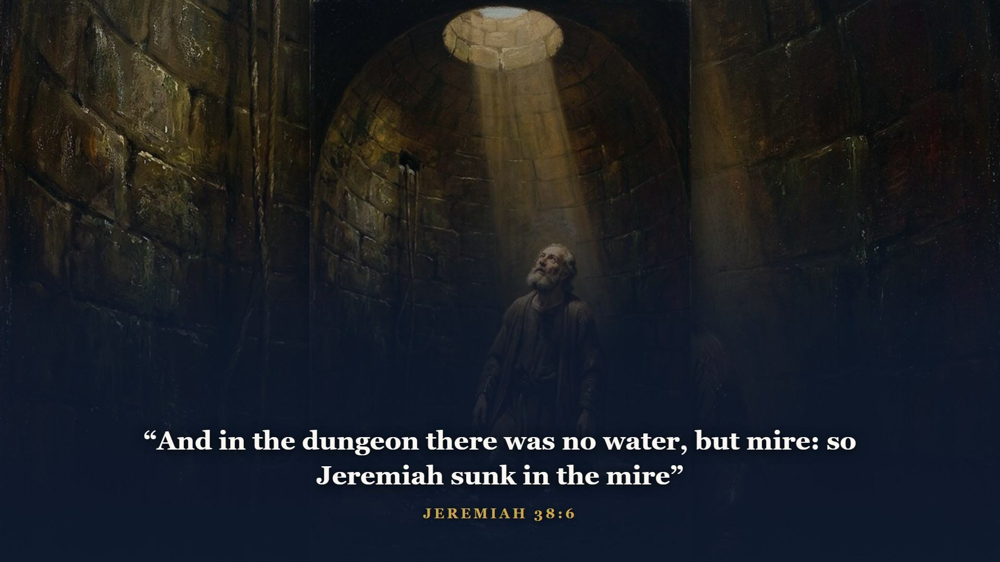 “And in the dungeon there was no water, but mire: so
Jeremiah sunk in the mire”
JEREMIAH 38:6